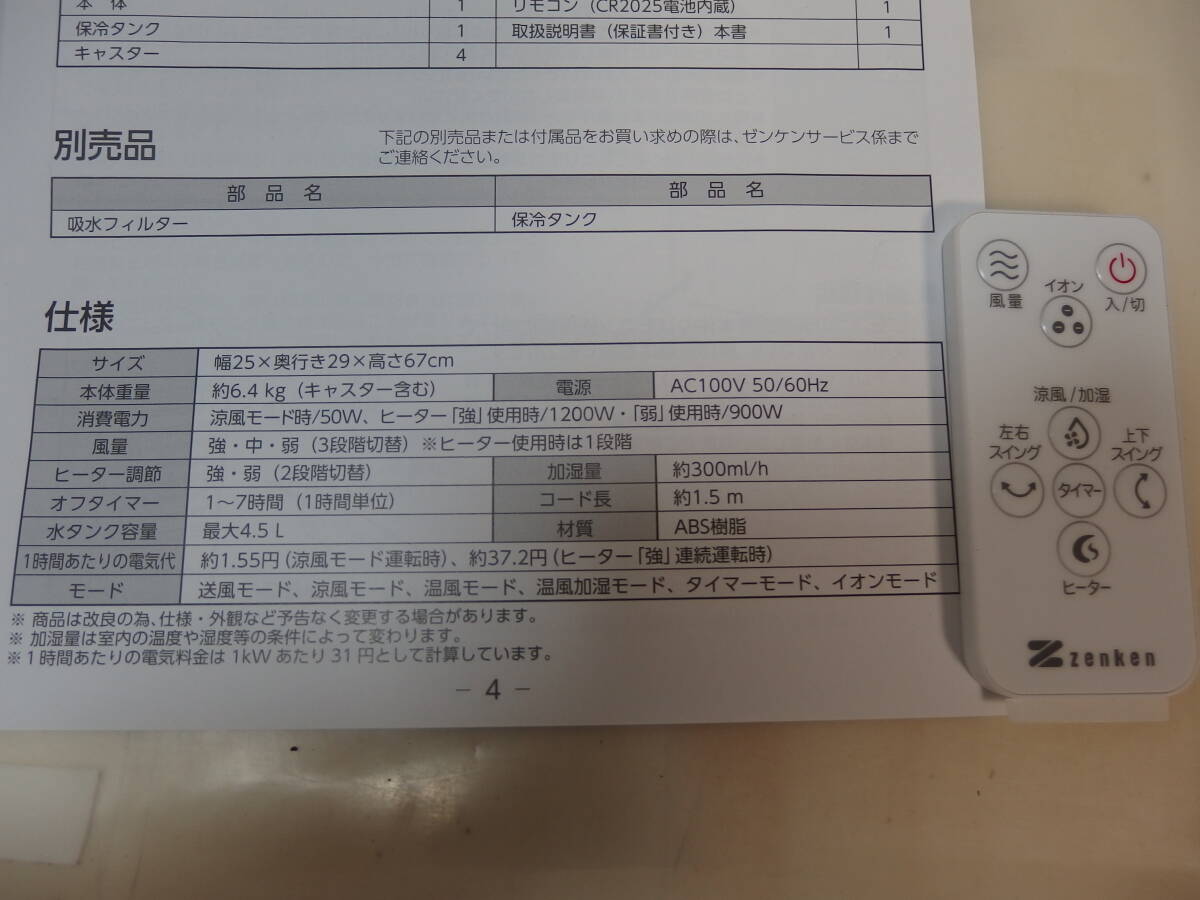 本 体 1 リモコン（CR2025電池内蔵） 1
保冷タンク 1 取扱説明書（保証書付き）本書 1
キャスター 4
別売品
下記の別売品または付属品をお買い求めの際は、ゼンケンサービス係まで
ご連絡ください。
部 品 名 部 品 名
吸水フィルター 保冷タンク
仕様
サイズ 幅25×奥行き29×高さ67cm
本体重量 約6.4 kg（キャスター含む） 電源 AC100V 50/60Hz
消費電力 涼風モード時/50W、ヒーター「強」使用時/1200W・「弱」使用時/900W
風量 強・中・弱（3段階切替）※ヒーター使用時は1段階
ヒーター調節 強・弱（2段階切替） 加湿量 約300ml/h
オフタイマー 1～7時間（1時間単位） コード長 約1.5 m
水タンク容量 最大4.5 L 材質 ABS樹脂
1時間あたりの電気代 約1.55円（涼風モード運転時）、約37.2円（ヒーター「強」連続運転時）
モード 送風モード、涼風モード、温風モード、温風加湿モード、タイマーモード、イオンモード
※ 商品は改良の為、仕様・外観など予告なく変更する場合があります。
※ 加湿量は室内の温度や湿度等の条件によって変わります。
※ 1時間あたりの電気料金は 1kW あたり 31 円として計算しています。
－ 4 －
風量
イオン
入/切
涼風/加湿
左右
スイング
上下
スイング
タイマー
ヒーター
zenken